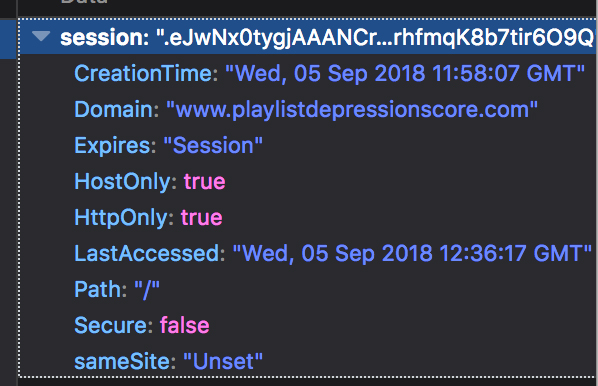 Data
session: ".eJwNx0tygjAAANCr...rhfmqK8b7tir6O9Q
CreationTime: "Wed, 05 Sep 2018 11:58:07 GMT"
Domain: "www.playlistdepressionscore.com"
Expires: "Session"
HostOnly: true
HttpOnly: true
LastAccessed: "Wed, 05 Sep 2018 12:36:17 GMT"
Path: "/"
Secure: false
sameSite: "Unset"